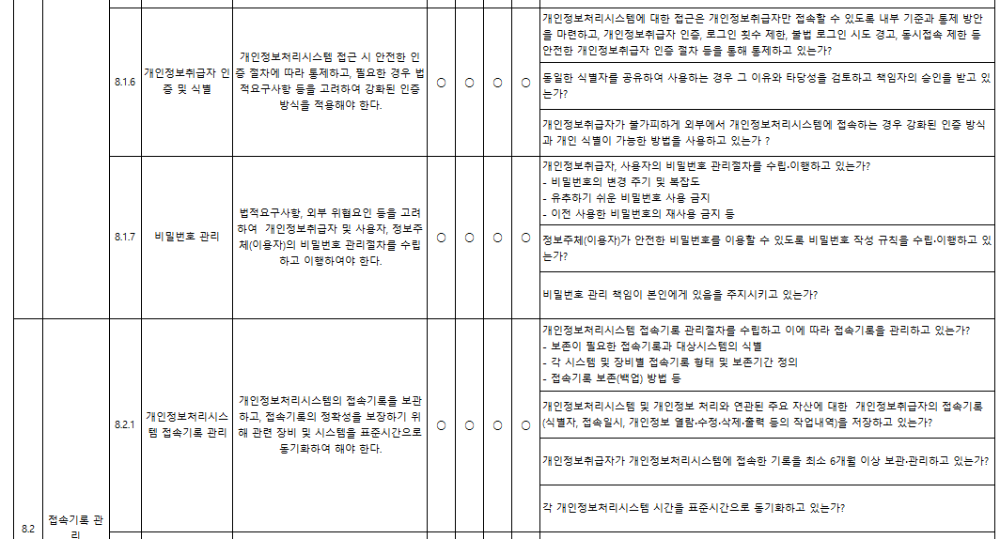 8.1.6
개인정보취급자 인
증 및 식별
개인정보처리시스템 접근 시 안전한 인
증 절차에 따라 통제하고, 필요한 경우 법
적요구사항 등을 고려하여 강화된 인증
방식을 적용해야 한다.
○ ○ ○ ○
개인정보처리시스템에 대한 접근은 개인정보취급자만 접속할 수 있도록 내부 기준과 통제 방안
을 마련하고, 개인정보취급자 인증, 로그인 횟수 제한, 불법 로그인 시도 경고, 동시접속 제한 등
안전한 개인정보취급자 인증 절차 등을 통해 통제하고 있는가?
동일한 식별자를 공유하여 사용하는 경우 그 이유와 타당성을 검토하고 책임자의 승인을 받고 있
는가?
개인정보취급자가 불가피하게 외부에서 개인정보처리시스템에 접속하는 경우 강화된 인증 방식
과 개인 식별이 가능한 방법을 사용하고 있는가 ?
8.1.7
비밀번호 관리
법적요구사항, 외부 위협요인 등을 고려
하여 개인정보취급자 및 사용자, 정보주
체(이용자)의 비밀번호 관리절차를 수립
하고 이행하여야 한다.
○ ○ ○ ○
개인정보취급자, 사용자의 비밀번호 관리절차를 수립·이행하고 있는가?
- 비밀번호의 변경 주기 및 복잡도
- 유추하기 쉬운 비밀번호 사용 금지
- 이전 사용한 비밀번호의 재사용 금지 등
정보주체(이용자)가 안전한 비밀번호를 이용할 수 있도록 비밀번호 작성 규칙을 수립·이행하고 있
는가?
비밀번호 관리 책임이 본인에게 있음을 주지시키고 있는가?
8.2
접속기록 관
리
8.2.1
개인정보처리시스
템 접속기록 관리
개인정보처리시스템의 접속기록을 보관
하고, 접속기록의 정확성을 보장하기 위
해 관련 장비 및 시스템을 표준시간으로
동기화하여 해야 한다.
○ ○ ○ ○
개인정보처리시스템 접속기록 관리절차를 수립하고 이에 따라 접속기록을 관리하고 있는가?
- 보존이 필요한 접속기록과 대상시스템의 식별
- 각 시스템 및 장비별 접속기록 형태 및 보존기간 정의
- 접속기록 보존(백업) 방법 등
개인정보처리시스템 및 개인정보 처리와 연관된 주요 자산에 대한 개인정보취급자의 접속기록
(식별자, 접속일시, 개인정보 열람·수정·삭제·출력 등의 작업내역)을 저장하고 있는가?
개인정보취급자가 개인정보처리시스템에 접속한 기록을 최소 6개월 이상 보관·관리하고 있는가?
각 개인정보처리시스템 시간을 표준시간으로 동기화하고 있는가?